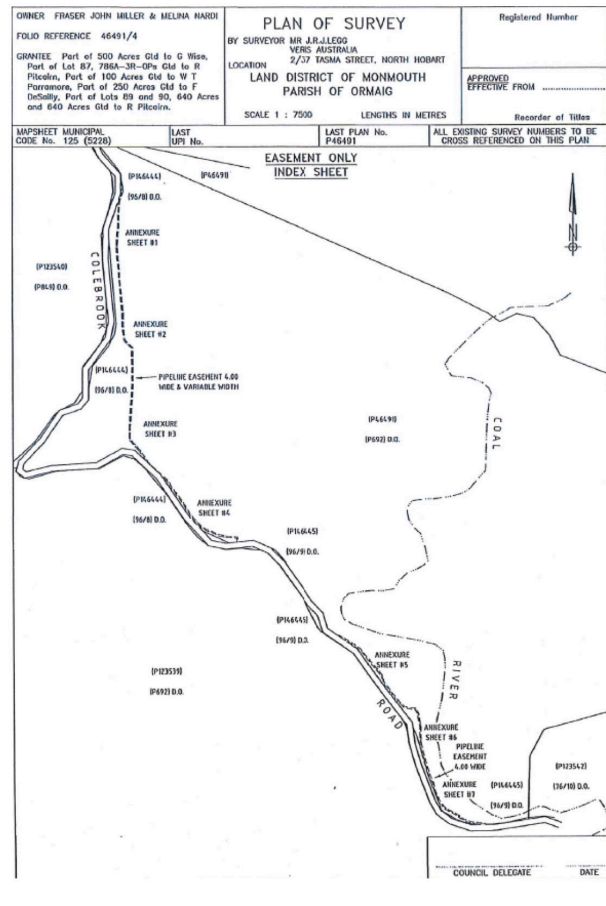 OWNER FRASER JOHN MILLER & MELINA NARDI
FOLIO REFERENCE 46491/4
GRANTEE Part of 500 Acres Gtd to G Wise,
Part of Lot 87, 786A-3R-0Ps Gtd to R
Pitcairn, Part of 100 Acres Gtd to W T
Parramore, Part of 250 Acres Gtd to F
DeSailly, Part of Lots 89 and 90, 640 Acres
and 640 Acres Gtd to R Pitcairn.
PLAN OF SURVEY
BY SURVEYOR MR J.R.J.LEGG
VERIS AUSTRALIA
2/37 TASMA STREET, NORTH HOBART
LOCATION
LAND DISTRICT OF MONMOUTH
PARISH OF ORMAIG
SCALE 1 : 7500 LENGTHS IN METRES
Registered Number
APPROVED
EFFECTIVE FROM
Recorder of Titles
MAPSHEET MUNICIPAL
CODE No. 125 (5228)
LAST
UPI No.
LAST PLAN No.
P46491
ALL EXISTING SURVEY NUMBERS TO BE
CROSS REFERENCED ON THIS PLAN
EASEMENT ONLY
INDEX SHEET
(P146444)
(96/8) D.O.
(P46491)
N
ANNEXURE
SHEET #1
COLEBROOK
(P123540)
(P849) D.O.
ANNEXURE
SHEET #2
(P146444)
(96/8) D.O.
PIPELINE EASEMENT 4.00
WIDE & VARIABLE WIDTH
ANNEXURE
SHEET #3
(P46491)
(P692) D.O.
COAL
(P146444)
(96/8) D.O.
ANNEXURE
SHEET #4
(P146445)
(96/9) D.O.
(P146445)
(96/9) D.O.
ANNEXURE
SHEET #5
RIVER
(P123539)
(P692) D.O.
ROAD
ANNEXURE
SHEET #6
PIPELINE
EASEMENT
4.00 WIDE
ANNEXURE
SHEET #7
(P146445)
(96/9) D.O.
(P123542)
(36/10) D.O.
COUNCIL DELEGATE DATE